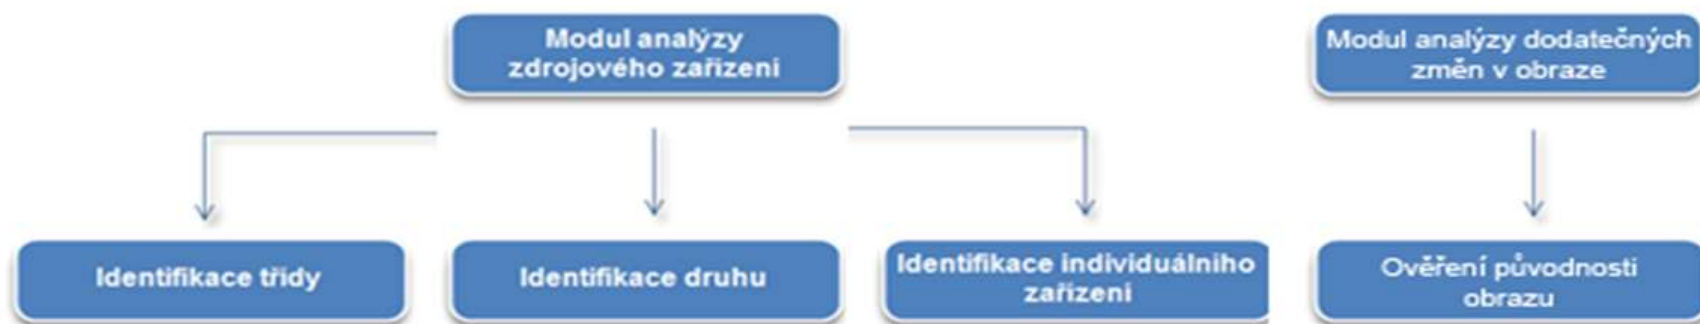 Modul analýzy
zdrojového zařízení
Modul analýzy dodatečných
změn v obraze
Identifikace třídy
Identifikace druhu
Identifikace individuálního
zařízení
Ověření původnosti
obrazu